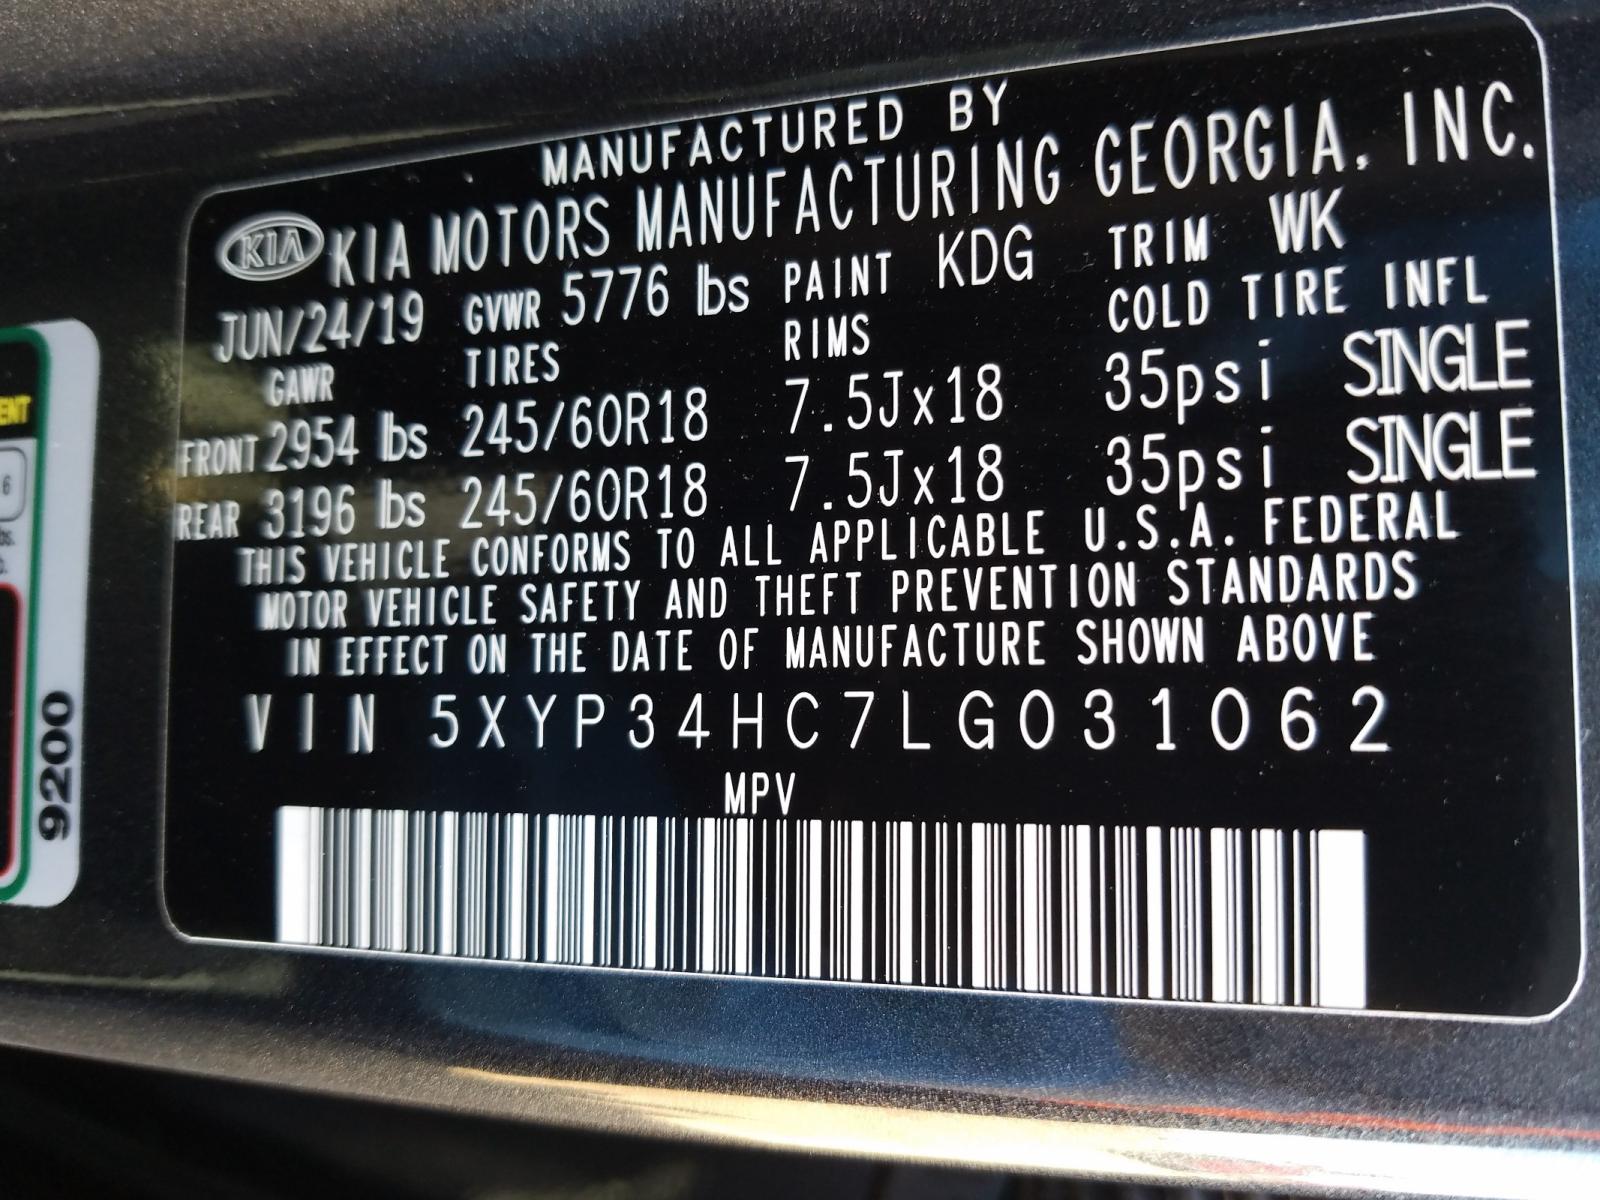 MANUFACTURED BY
KIA KIA MOTORS MANUFACTURING GEORGIA, INC.
JUN/24/19 GVWR 5776 lbs PAINT KDG TRIM WK
GAWR TIRES RIMS COLD TIRE INFL
FRONT 2954 lbs 245/60R18 7.5Jx18 35psi SINGLE
REAR 3196 lbs 245/60R18 7.5Jx18 35psi SINGLE
THIS VEHICLE CONFORMS TO ALL APPLICABLE U.S.A. FEDERAL
MOTOR VEHICLE SAFETY AND THEFT PREVENTION STANDARDS
IN EFFECT ON THE DATE OF MANUFACTURE SHOWN ABOVE
VIN 5XYP34HC7LG031062
MPV
9200
6